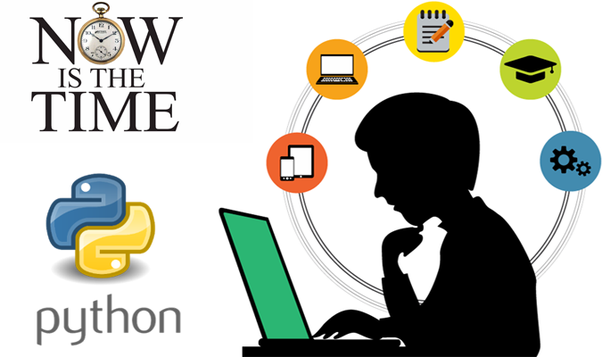 NOW
IS THE
TIME
python